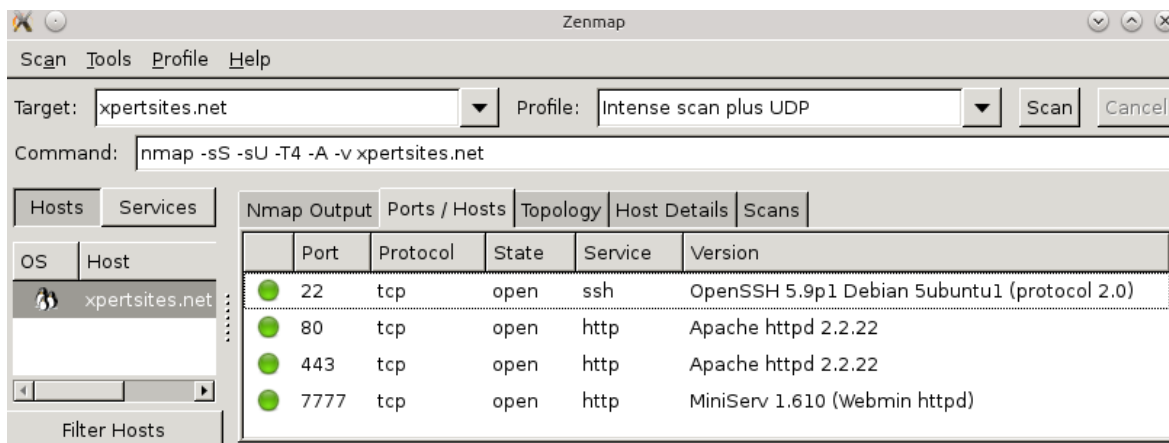 Zenmap
Scan Tools Profile Help
Target: xpertsites.net Profile: Intense scan plus UDP Scan Cancel
Command: nmap -sS -sU -T4 -A -v xpertsites.net
Hosts Services Nmap Output Ports / Hosts Topology Host Details Scans
OS Host Port Protocol State Service Version
xpertsites.net 22 tcp open ssh OpenSSH 5.9p1 Debian 5ubuntu1 (protocol 2.0)
80 tcp open http Apache httpd 2.2.22
443 tcp open http Apache httpd 2.2.22
7777 tcp open http MiniServ 1.610 (Webmin httpd)
Filter Hosts